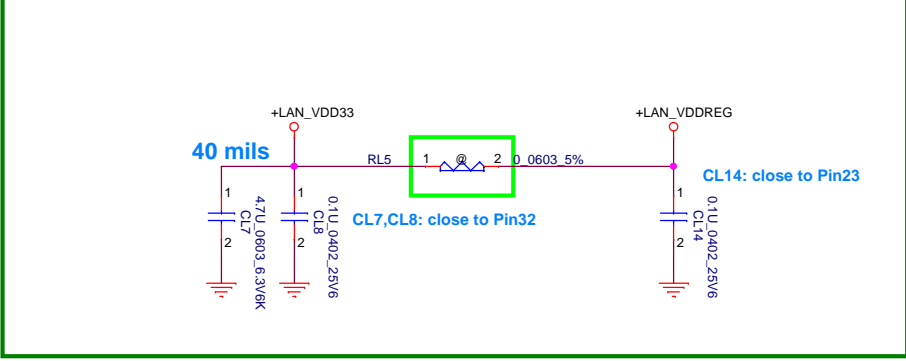 +LAN_VDD33
+LAN_VDDREG
40 mils
RL5
1
@
2
0_0603_5%
CL14: close to Pin23
1
CL7
2
4.7U_0603_6.3V6K
1
CL8
2
0.1U_0402_25V6
CL7,CL8: close to Pin32
1
CL14
2
0.1U_0402_25V6